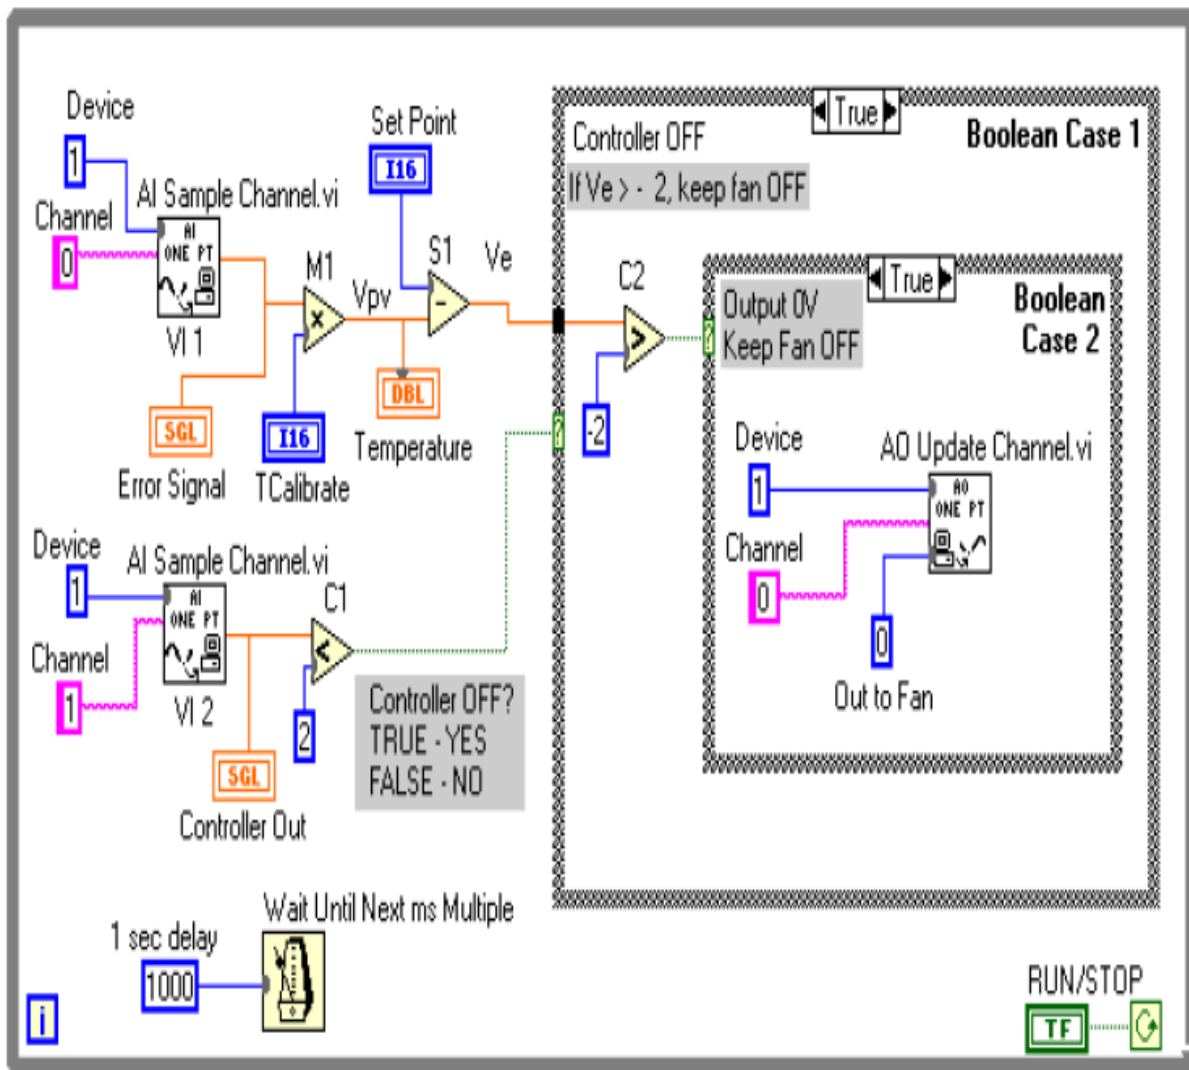 Device
1
AI Sample Channel.vi
Channel
0
AI
ONE PT
VI 1
SGL
Error Signal
M1
x
Vpv
I16
TCalibrate
DBL
Temperature
Set Point
I16
S1
-
Ve
Device
1
AI Sample Channel.vi
Channel
1
AI
ONE PT
VI 2
C1
<
2
SGL
Controller Out
Controller OFF?
TRUE - YES
FALSE - NO
True
Controller OFF
Boolean Case 1
If Ve > - 2, keep fan OFF
C2
>
-2
?
?
True
Output 0V
Keep Fan OFF
Boolean
Case 2
Device
1
AO Update Channel.vi
AO
ONE PT
Channel
0
0
Out to Fan
Wait Until Next ms Multiple
1 sec delay
1000
i
RUN/STOP
TF